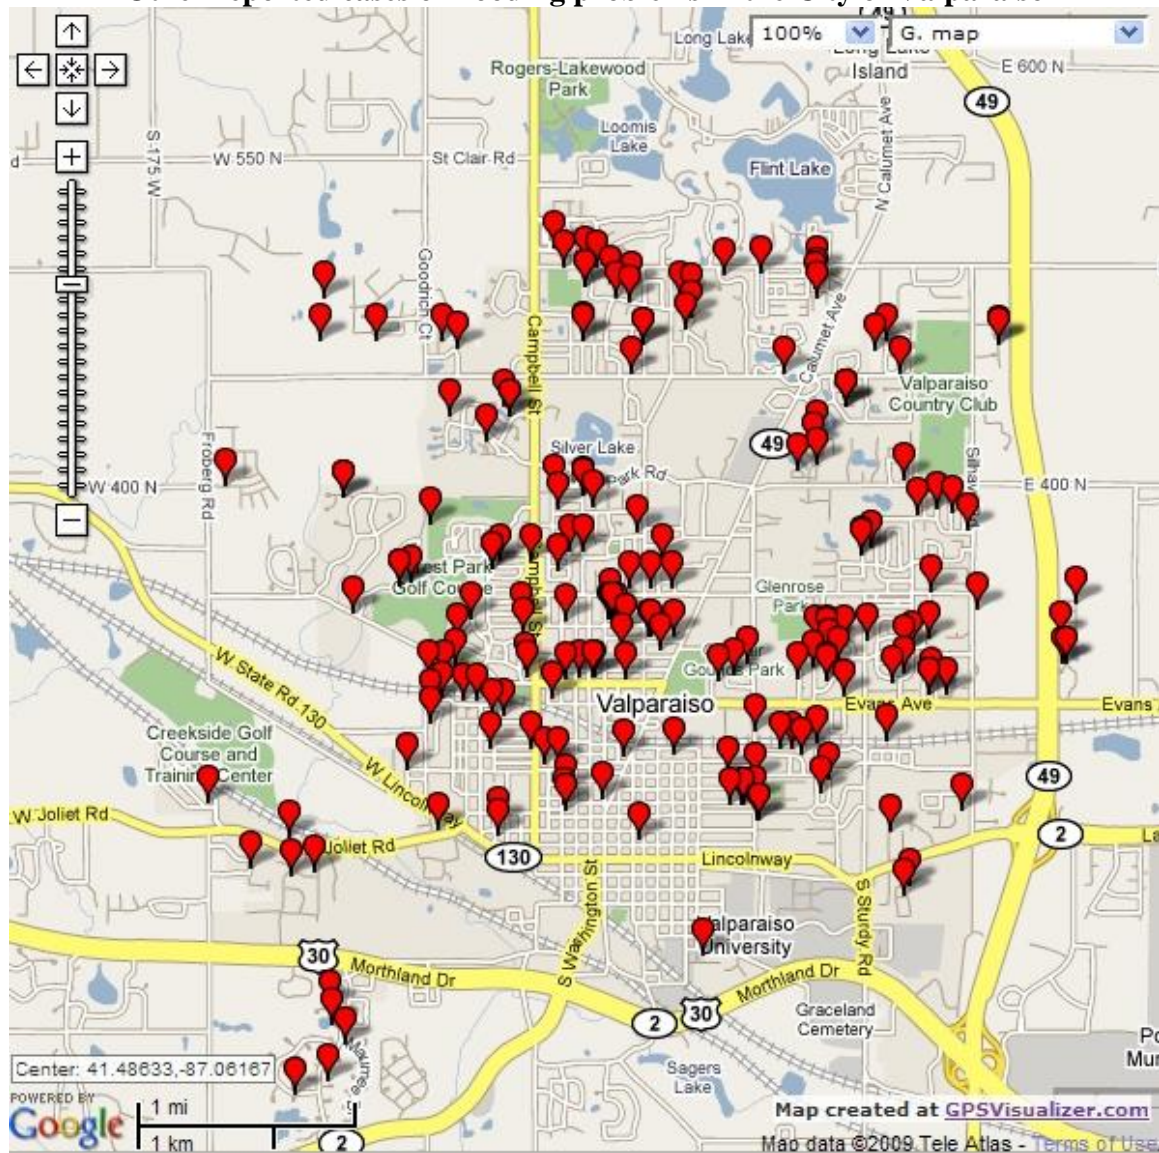 Long Lake
100%
G. map
49
Long Lake
Island
E 600 N
Rogers-Lakewood
Park
49
Loomis
Lake
S 175 W
W 550 N
St Clair Rd
Flint Lake
N Calumet Ave
Goodrich Ct
Campbell St
Calumet Ave
Valparaiso
Country Club
Froberg Rd
Silver Lake
49
Park Rd
W 400 N
E 400 N
Golf Course
Glenrose
Park
W State Rd 130
Park
Valparaiso
Evans Ave
Evans
Creekside Golf
Course and
Training Center
W Lincolnway
49
W Joliet Rd
Joliet Rd
2
130
Lincolnway
S Washington St
S Sturdy Rd
Valparaiso
University
30
Morthland Dr
Morthland Dr
2
30
Graceland
Cemetery
Sagers
Lake
Center: 41.48633,-87.06167
POWERED BY
Google
1 mi
1 km
2
Map created at GPSVisualizer.com
Map data ©2009 Tele Atlas - Terms of Use